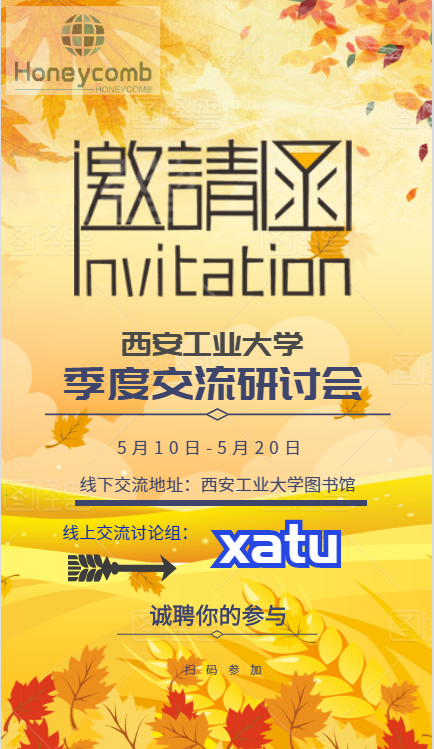 Honeycomb
HONEYCOMB
邀請函
Invitation
西安工业大学
季度交流研讨会
5月10日-5月20日
线下交流地址：西安工业大学图书馆
线上交流讨论组：
xatu
诚聘你的参与
扫码参加